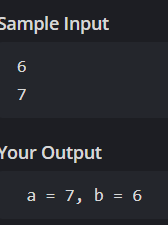 Sample Input
6
7
Your Output
a = 7, b = 6